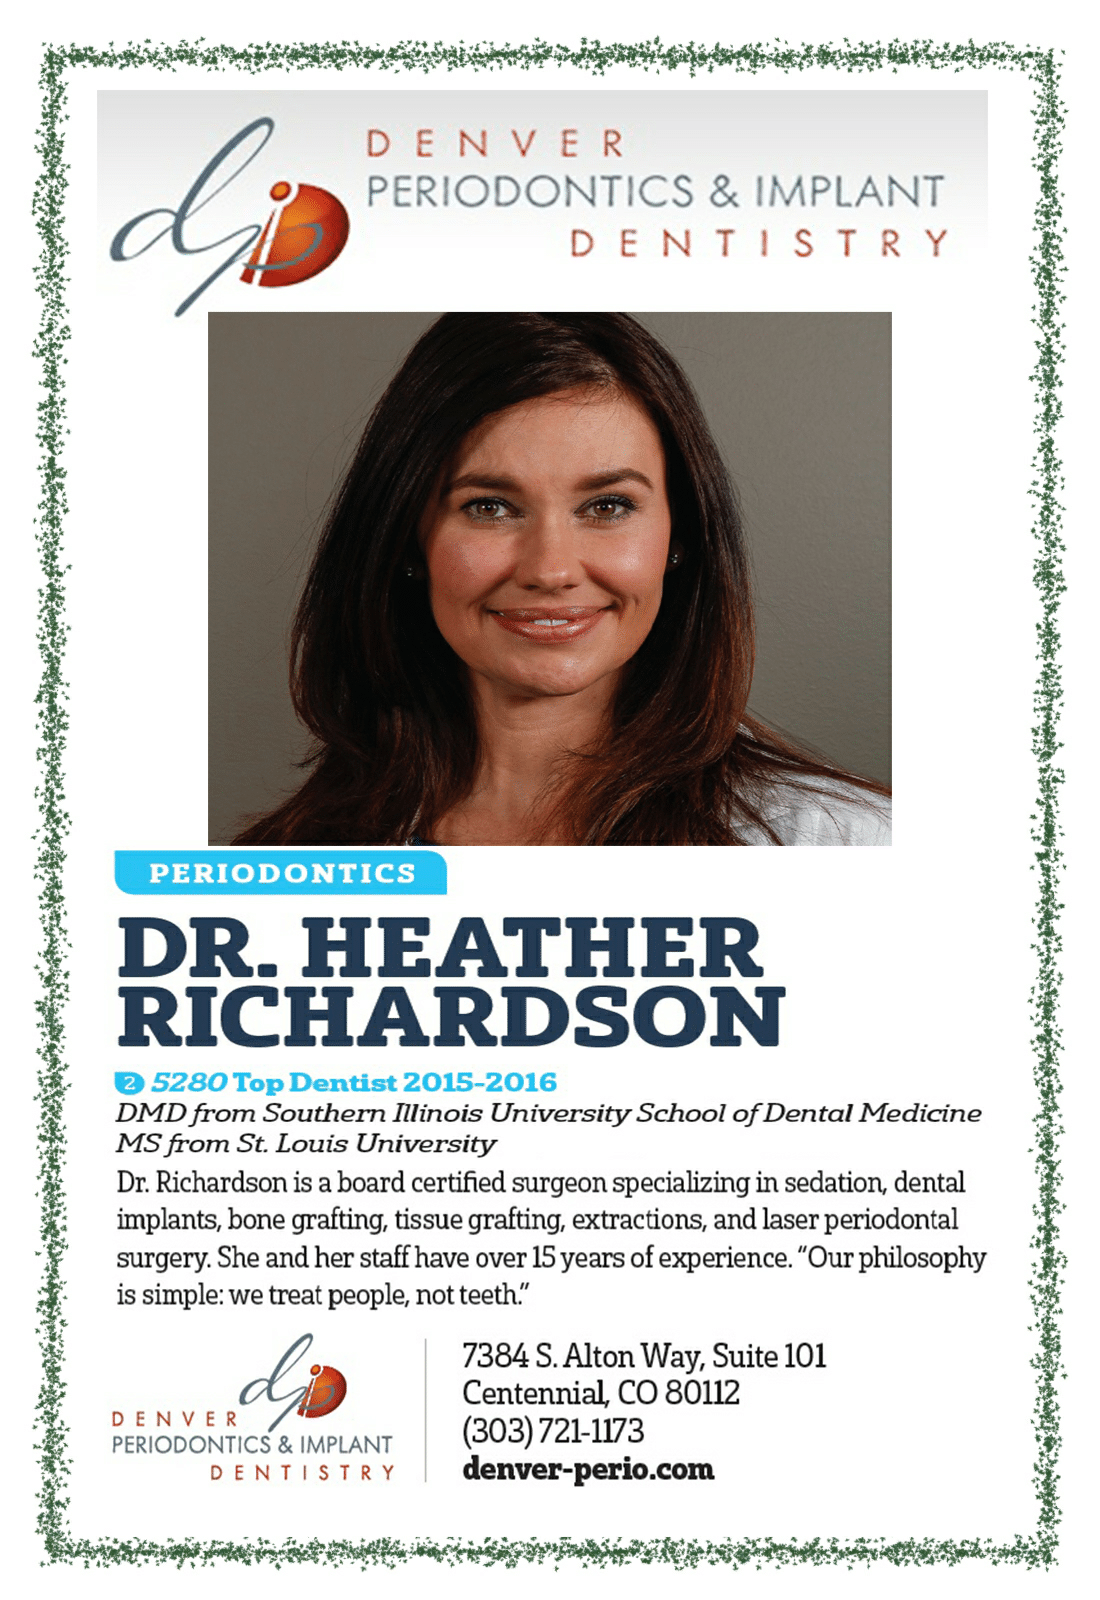 DENVER
PERIODONTICS & IMPLANT
DENTISTRY
PERIODONTICS
DR. HEATHER
RICHARDSON
2 5280 Top Dentist 2015-2016
DMD from Southern Illinois University School of Dental Medicine
MS from St. Louis University
Dr. Richardson is a board certified surgeon specializing in sedation, dental
implants, bone grafting, tissue grafting, extractions, and laser periodontal
surgery. She and her staff have over 15 years of experience. “Our philosophy
is simple: we treat people, not teeth.”
DENVER
PERIODONTICS & IMPLANT
DENTISTRY
7384 S. Alton Way, Suite 101
Centennial, CO 80112
(303) 721-1173
denver-perio.com